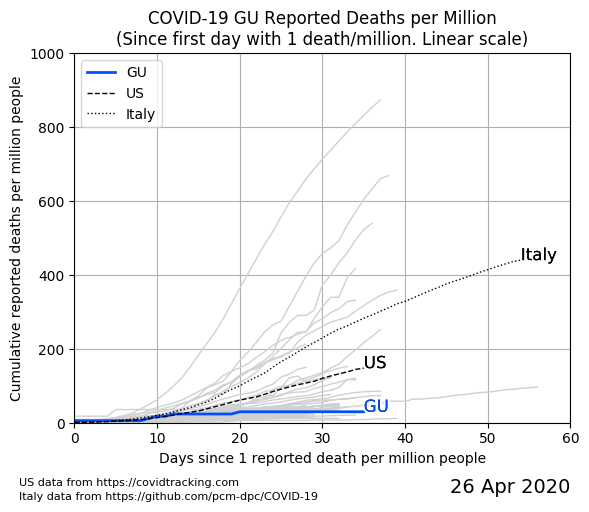 COVID-19 GU Reported Deaths per Million
(Since first day with 1 death/million. Linear scale)
Cumulative reported deaths per million people
1000
800
600
400
200
0
GU
US
Italy
Italy
US
GU
0 10 20 30 40 50 60
Days since 1 reported death per million people
US data from https://covidtracking.com
Italy data from https://github.com/pcm-dpc/COVID-19
26 Apr 2020